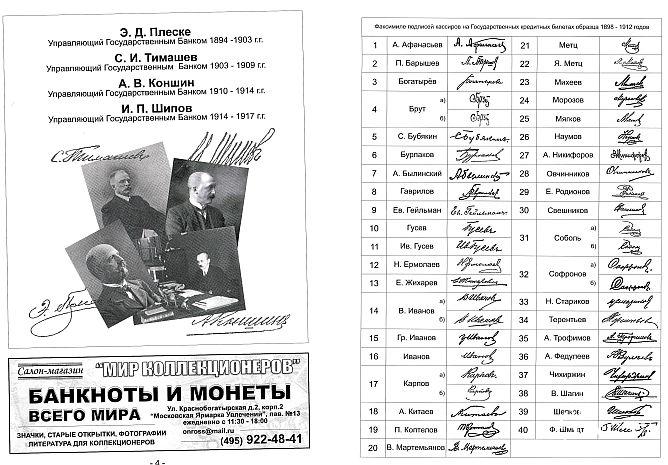 Э. Д. Плеске
Управляющий Государственным Банком 1894 -1903 г.г.
С. И. Тимашев
Управляющий Государственным Банком 1903 - 1909 г.г.
А. В. Коншин
Управляющий Государственным Банком 1910 - 1914 г.г.
И. П. Шипов
Управляющий Государственным Банком 1914 - 1917 г.г.
Салон-магазин "МИР КОЛЛЕКЦИОНЕРОВ"
БАНКНОТЫ И МОНЕТЫ
ВСЕГО МИРА
Ул. Краснобогатырская д.2, корп.2
"Московская Ярмарка Увлечений", пав. №13
ежедневно с 11:30 - 18:00
onross@mail.ru
ЗНАЧКИ, СТАРЫЕ ОТКРЫТКИ, ФОТОГРАФИИ
ЛИТЕРАТУРА ДЛЯ КОЛЛЕКЦИОНЕРОВ
(495) 922-48-41
- 4 -
Факсимиле подписей кассиров на Государственных кредитных билетах образца 1898 - 1912 годов
1 А. Афанасьев
2 П. Барышев
3 Богатырёв
4 Брут а) б)
5 С. Бубякин
6 Бурлаков
7 А. Былинский
8 Гаврилов
9 Ев. Гейльман
10 Гусев
11 Ив. Гусев
12 Н. Ермолаев
13 Е. Жихарев
14 В. Иванов а) б)
15 Гр. Иванов
16 Иванов
17 Карпов а) б)
18 А. Китаев
19 П. Коптелов
20 В. Мартемьянов
21 Метц
22 Я. Метц
23 Михеев
24 Морозов
25 Мягков
26 Наумов
27 А. Никифоров
28 Овчинников
29 Е. Родионов
30 Свешников
31 Соболь а) б)
32 Софронов а) б)
33 Н. Стариков
34 Терентьев
35 А. Трофимов
36 А. Федулеев
37 Чихиржин
38 В. Шагин
39
40 Ф. Шмидт